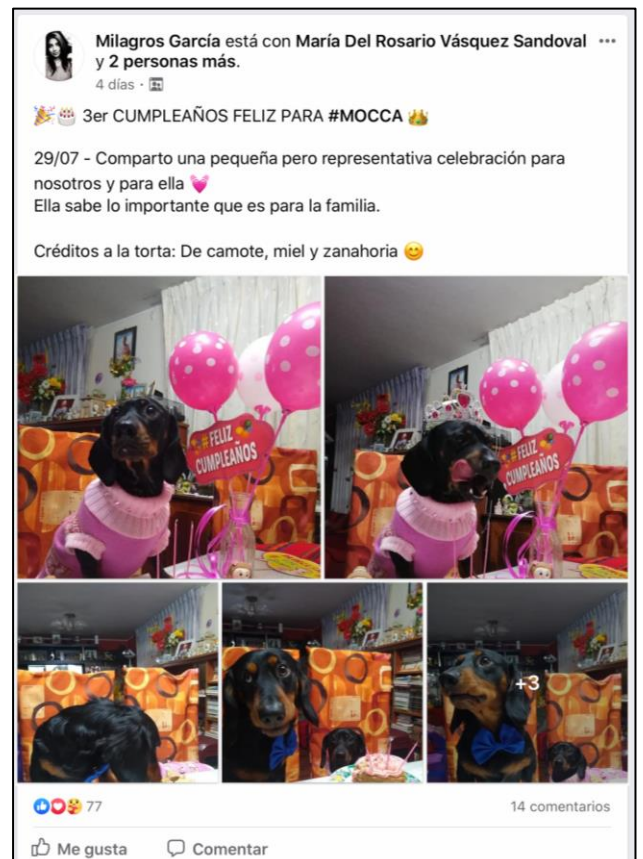 Milagros García está con María Del Rosario Vásquez Sandoval ···
y 2 personas más.
4 días ·
🎉🎂 3er CUMPLEAÑOS FELIZ PARA #MOCCA 👑
29/07 - Comparto una pequeña pero representativa celebración para
nosotros y para ella 💓
Ella sabe lo importante que es para la familia.
Créditos a la torta: De camote, miel y zanahoria 😊
#FELIZ
CUMPLEAÑOS
#FELIZ
CUMPLEAÑOS
+3
77 14 comentarios
Me gusta Comentar